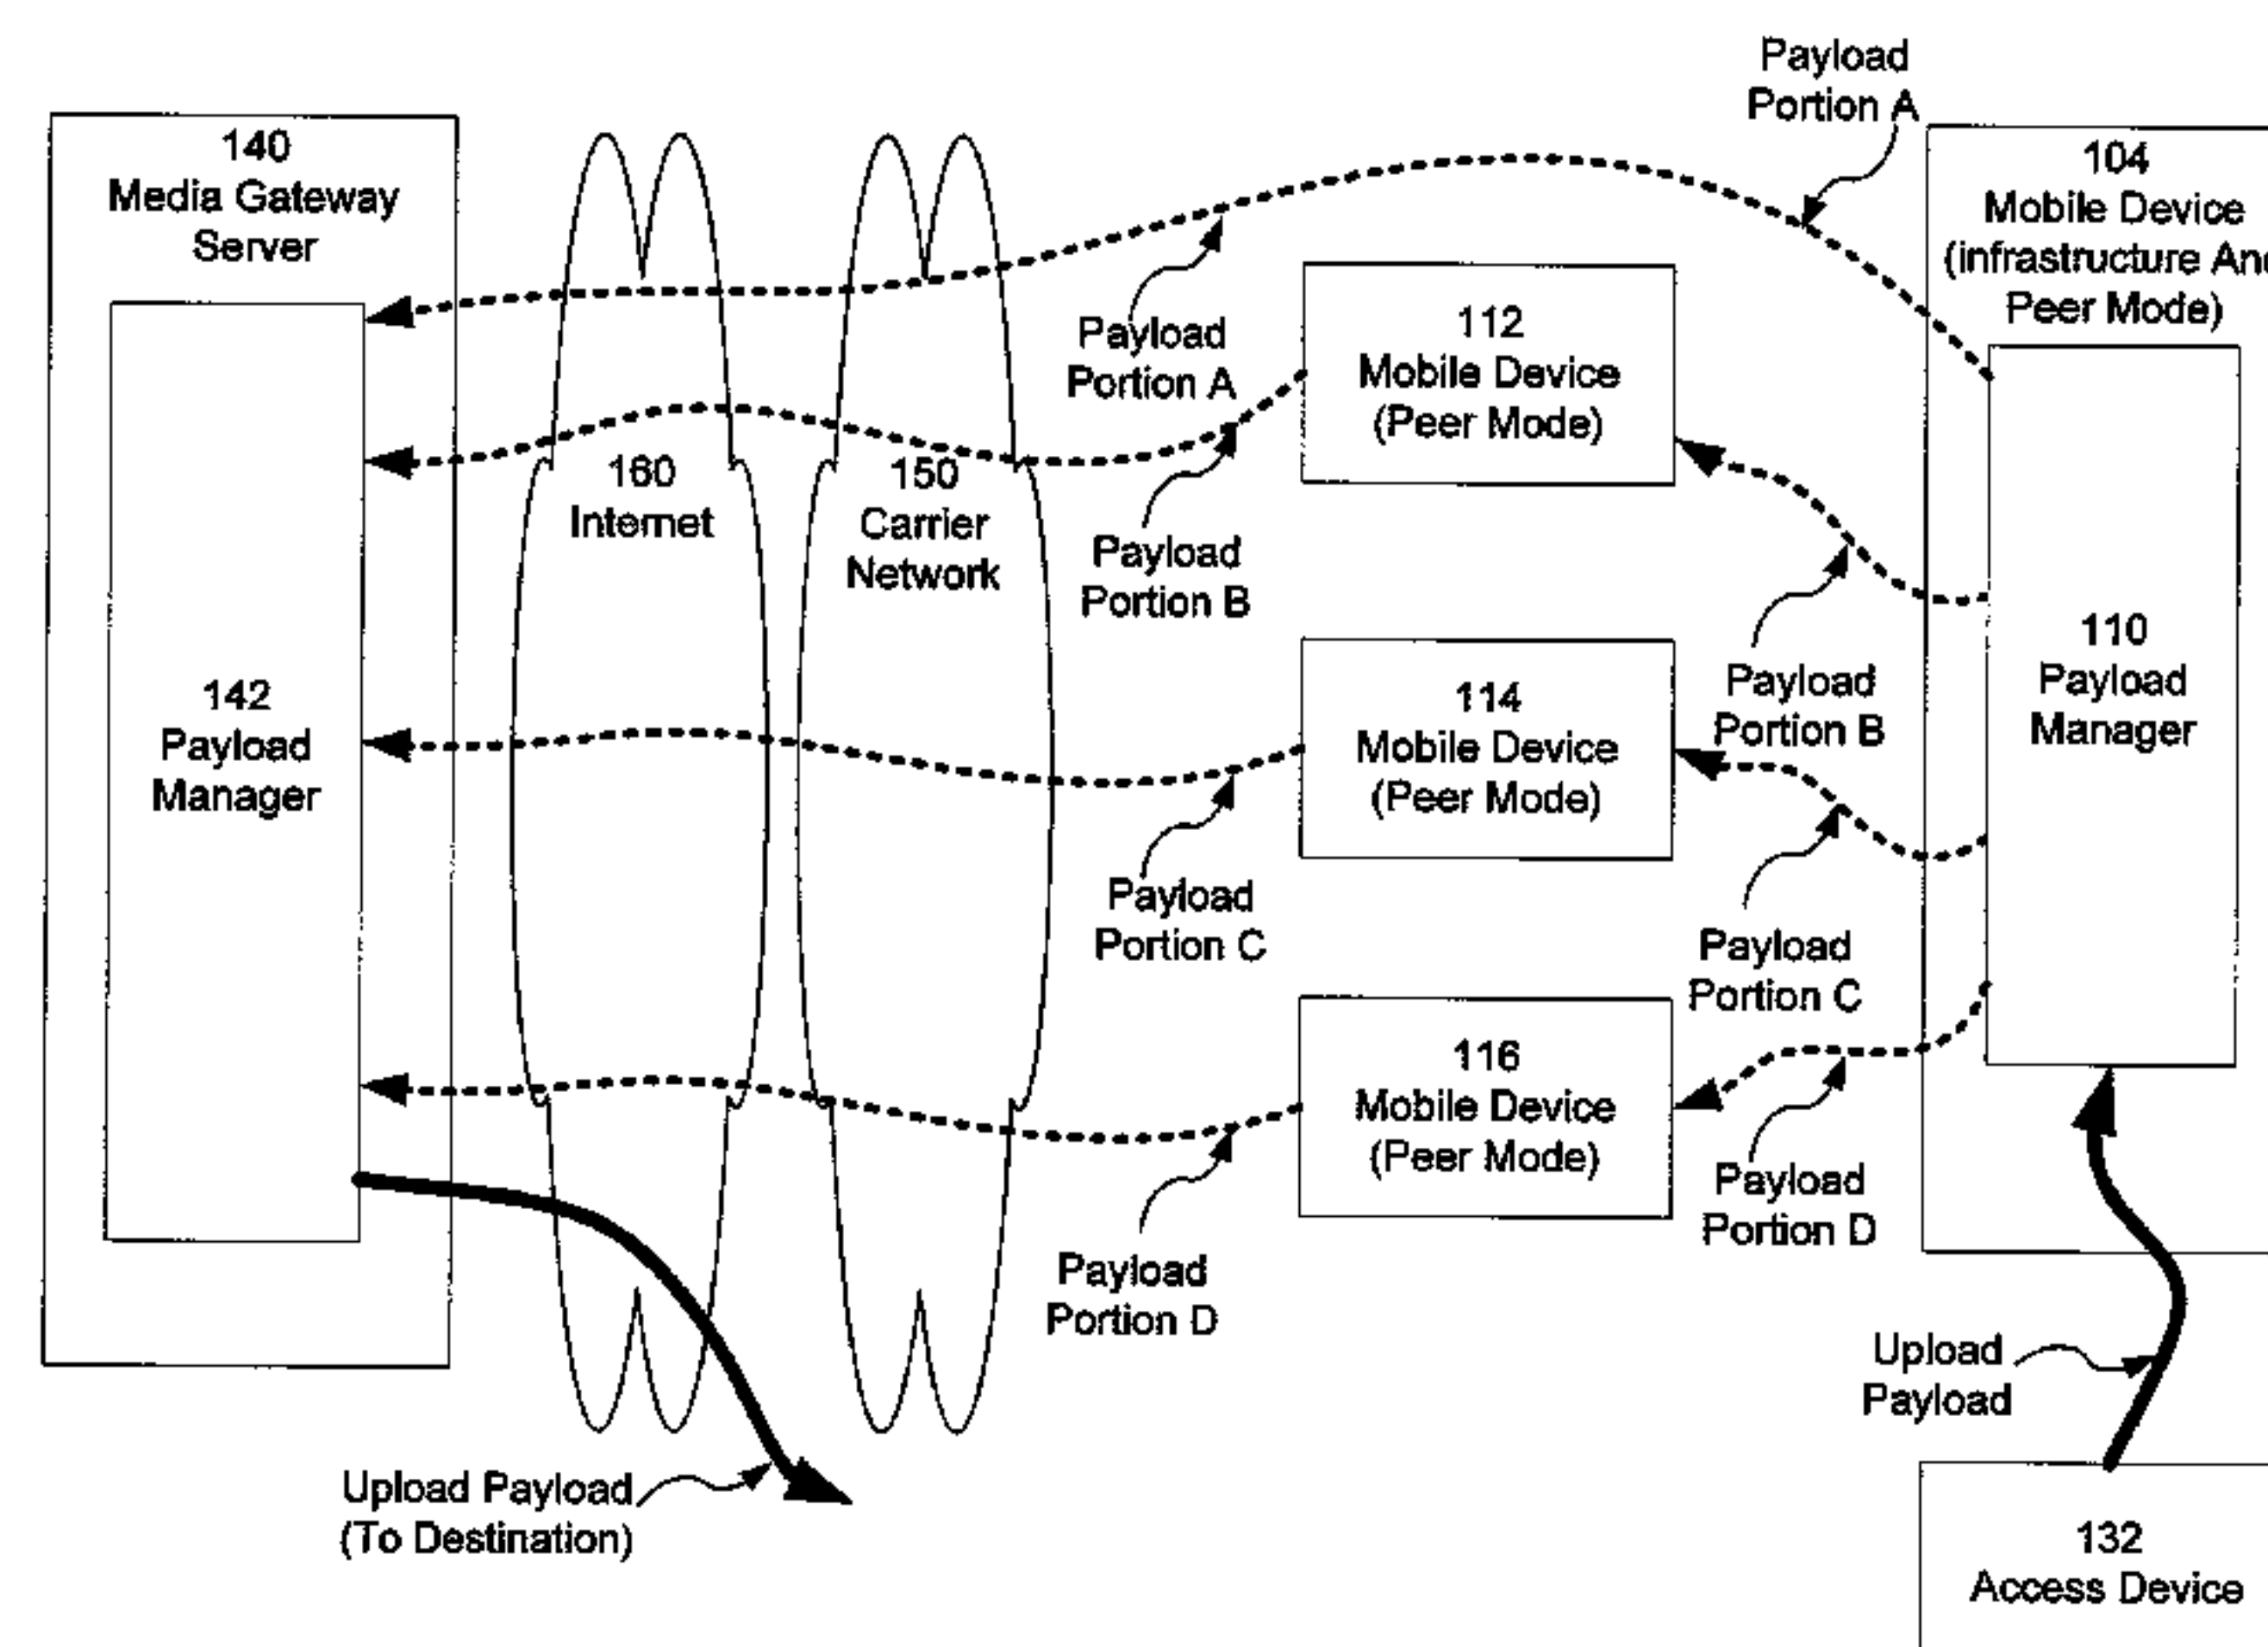 Payload
Portion A
140
Media Gateway
Server
104
Mobile Device
(infrastructure And
Peer Mode)
Payload
Portion A
112
Mobile Device
(Peer Mode)
160
Internet
150
Carrier
Network
Payload
Portion B
142
Payload
Manager
114
Mobile Device
(Peer Mode)
Payload
Portion B
110
Payload
Manager
Payload
Portion C
Payload
Portion C
116
Mobile Device
(Peer Mode)
Payload
Portion D
Payload
Portion D
Upload
Payload
Upload Payload
(To Destination)
132
Access Device